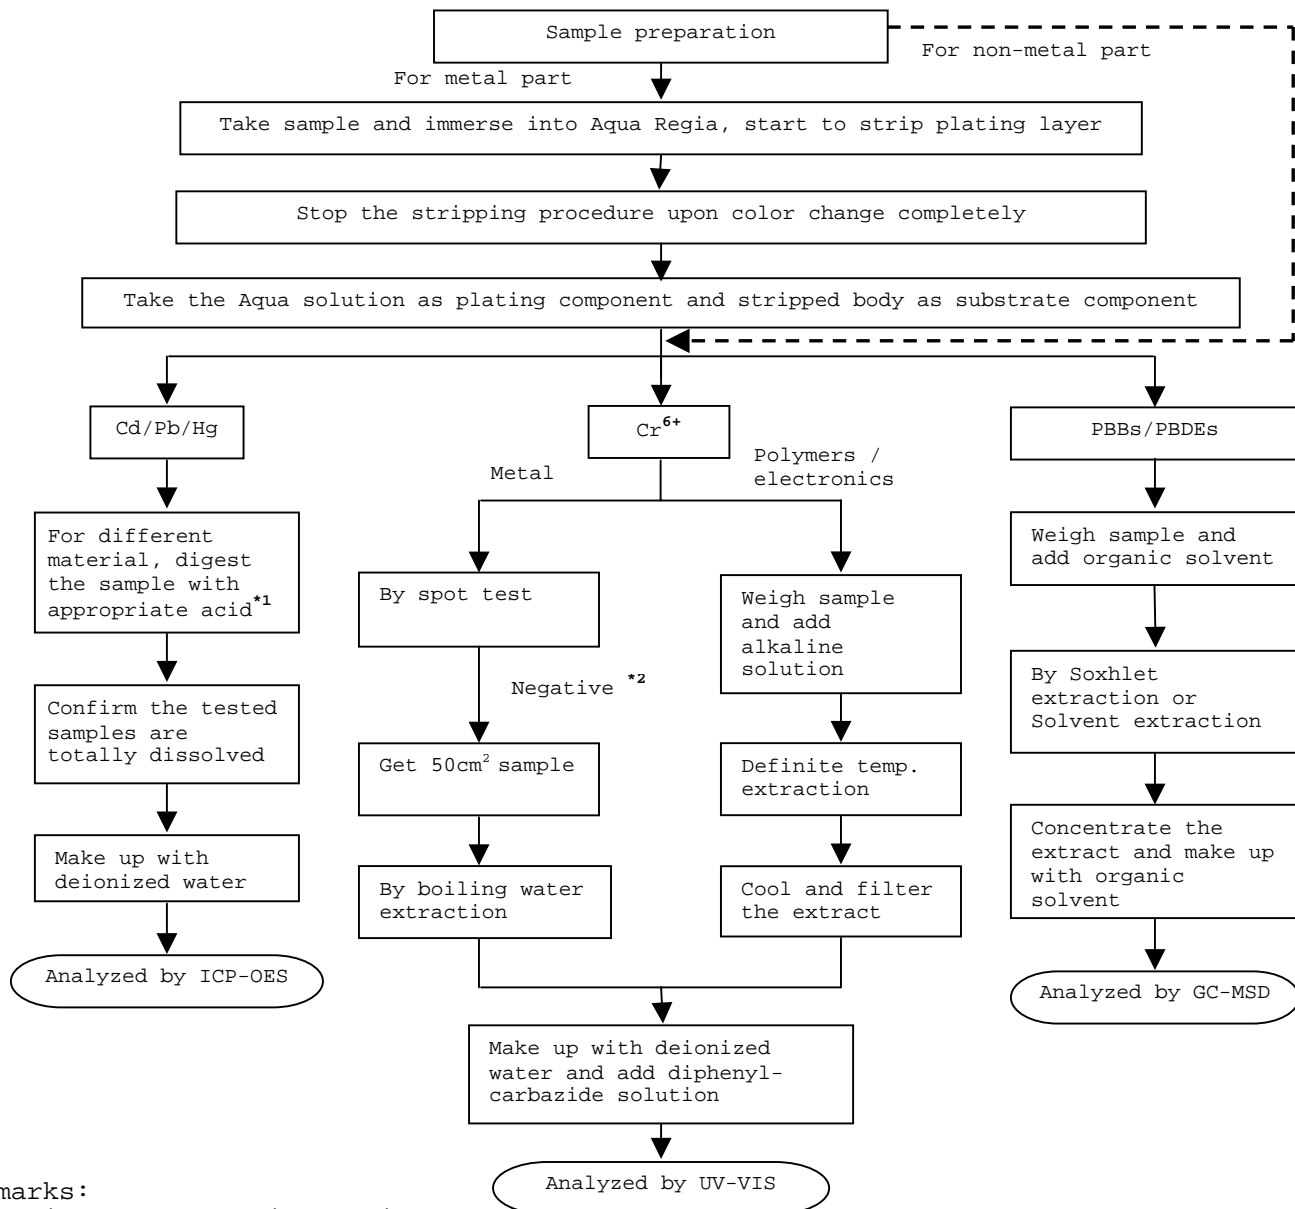 Sample preparation
For non-metal part
For metal part
Take sample and immerse into Aqua Regia, start to strip plating layer
Stop the stripping procedure upon color change completely
Take the Aqua solution as plating component and stripped body as substrate component
Cd/Pb/Hg
Cr6+
PBBs/PBDEs
Metal
Polymers /
electronics
For different
material, digest
the sample with
appropriate acid*1
Confirm the tested
samples are
totally dissolved
Make up with
deionized water
Analyzed by ICP-OES
By spot test
Negative *2
Get 50cm2 sample
By boiling water
extraction
Weigh sample
and add
alkaline
solution
Definite temp.
extraction
Cool and filter
the extract
Make up with deionized
water and add diphenyl-
carbazide solution
Analyzed by UV-VIS
Weigh sample and
add organic solvent
By Soxhlet
extraction or
Solvent extraction
Concentrate the
extract and make up
with organic
solvent
Analyzed by GC-MSD
marks: